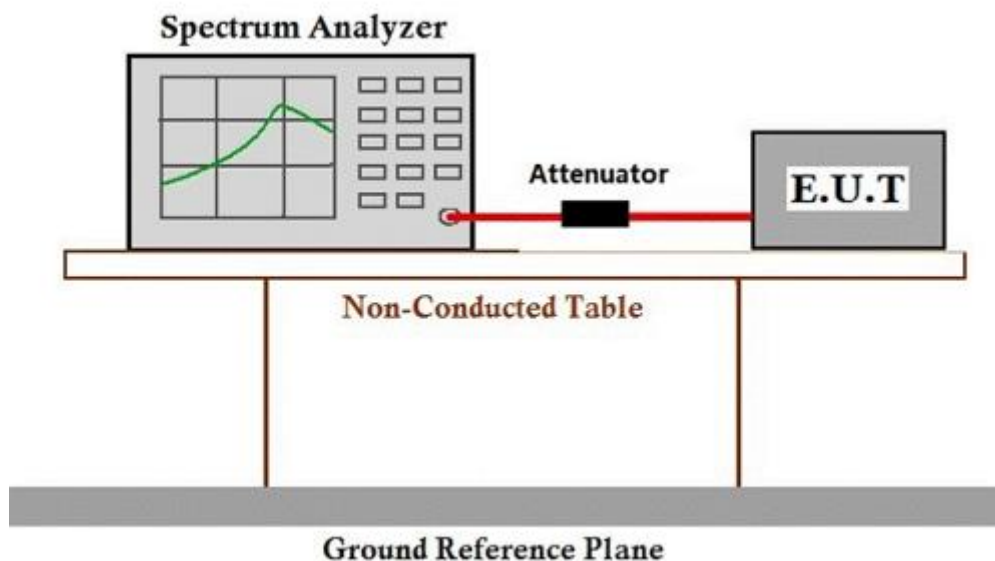 Spectrum Analyzer
Attenuator
E.U.T
Non-Conducted Table
Ground Reference Plane